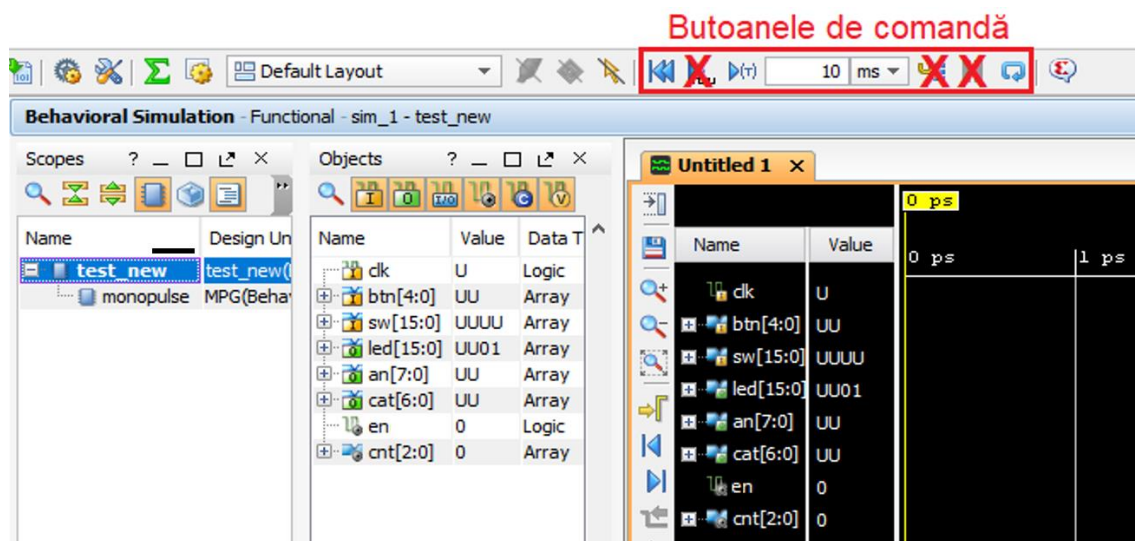 Butoanele de comandă
Default Layout
(T)
10 ms
Behavioral Simulation - Functional - sim_1 - test_new
Scopes ? _
Name Design Un
test_new test_new(
monopulse MPG(Beha
Objects ? _
Name Value Data T
clk U Logic
btn[4:0] UU Array
sw[15:0] UUUU Array
led[15:0] UU01 Array
an[7:0] UU Array
cat[6:0] UU Array
en 0 Logic
cnt[2:0] 0 Array
Untitled 1
Name Value
clk U
btn[4:0] UU
sw[15:0] UUUU
led[15:0] UU01
an[7:0] UU
cat[6:0] UU
en 0
cnt[2:0] 0
0 ps
0 ps 1 ps